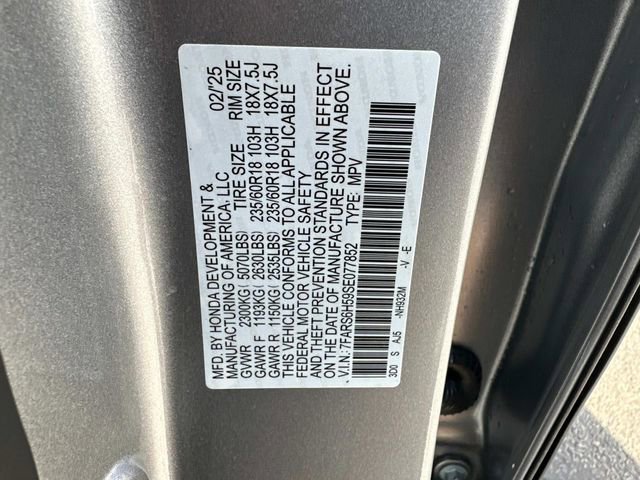 MFD. BY HONDA DEVELOPMENT & 02/'25
MANUFACTURING OF AMERICA, LLC
TIRE SIZE RIM SIZE
GVWR 2300KG ( 5070LBS)
GAWR F 1193KG ( 2630LBS) 235/60R18 103H 18X7.5J
GAWR R 1150KG ( 2535LBS) 235/60R18 103H 18X7.5J
THIS VEHICLE CONFORMS TO ALL APPLICABLE
FEDERAL MOTOR VEHICLE SAFETY
AND THEFT PREVENTION STANDARDS IN EFFECT
ON THE DATE OF MANUFACTURE SHOWN ABOVE.
V.I.N.: 7FARS6H59SE077852 TYPE: MPV
3D0 S AJ5 -NH932M -V -E